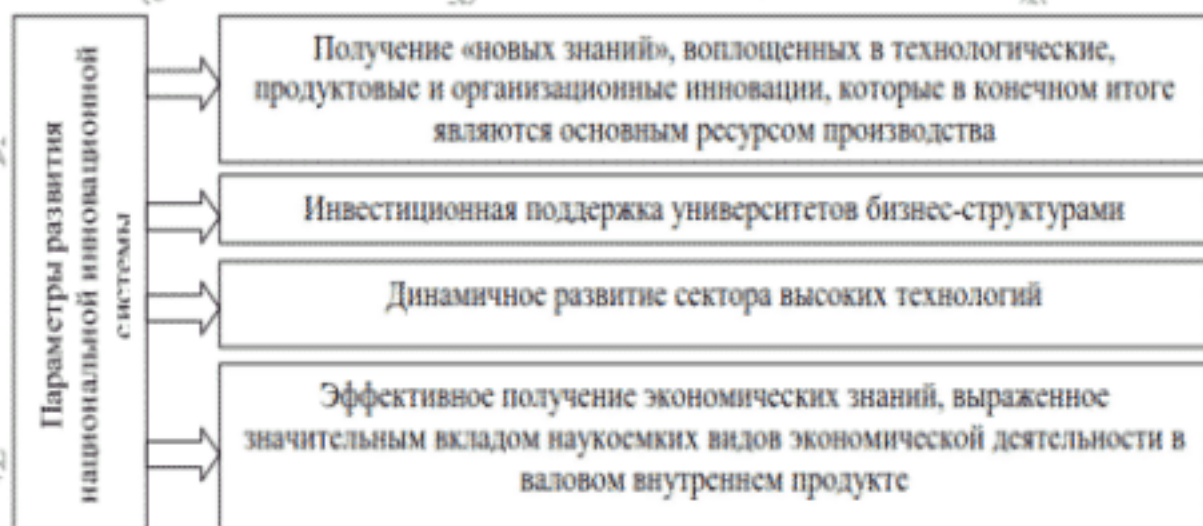 Параметры развития
национальной инновационной
системы
Получение «новых знаний», воплощенных в технологические,
продуктовые и организационные инновации, которые в конечном итоге
являются основным ресурсом производства
Инвестиционная поддержка университетов бизнес-структурами
Динамичное развитие сектора высоких технологий
Эффективное получение экономических знаний, выраженное
значительным вкладом наукоемких видов экономической деятельности в
валовом внутреннем продукте